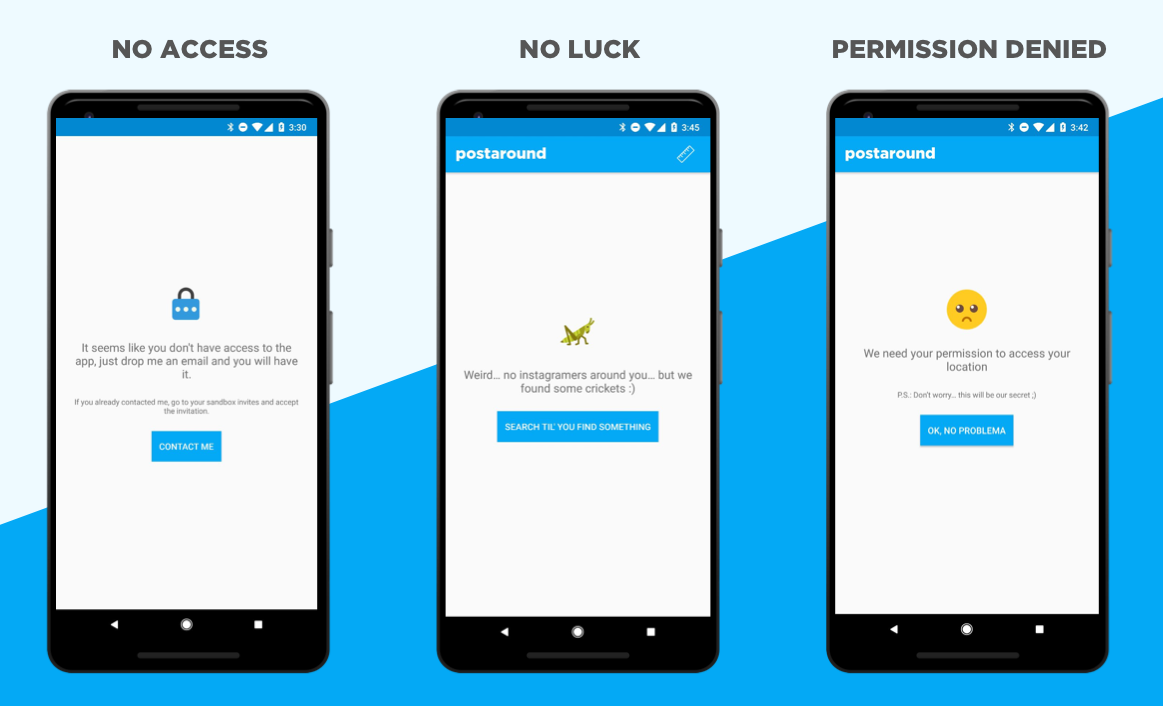 NO ACCESS
3:30
It seems like you don't have access to the
app, just drop me an email and you will have
it.
If you already contacted me, go to your sandbox invites and accept
the invitation.
CONTACT ME
NO LUCK
3:45
postaround
Weird... no instagramers around you... but we
found some crickets :)
SEARCH TIL' YOU FIND SOMETHING
PERMISSION DENIED
3:42
postaround
We need your permission to access your
location
P.S.: Don't worry... this will be our secret ;)
OK, NO PROBLEMA